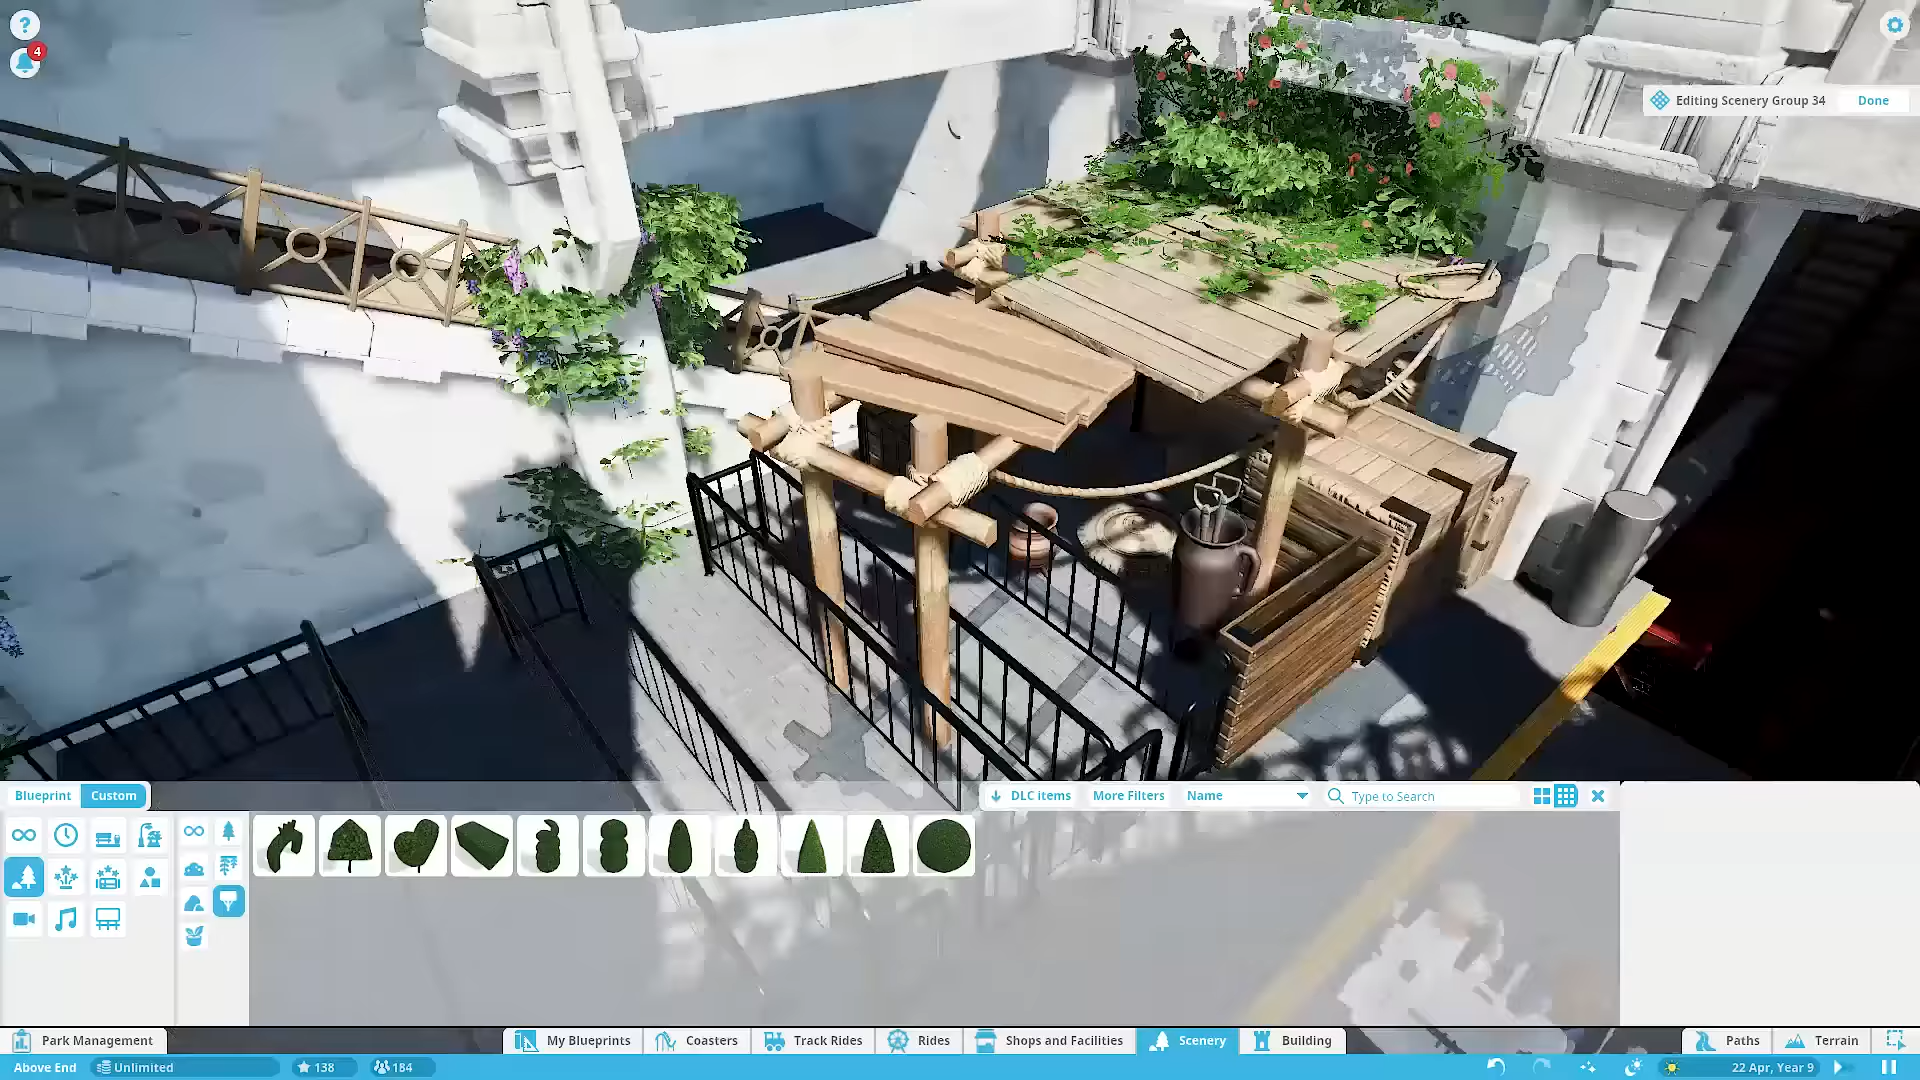 ?
4
Editing Scenery Group 34
Done
Blueprint
Custom
DLC items
More Filters
Name
Type to Search
Park Management
My Blueprints
Coasters
Track Rides
Rides
Shops and Facilities
Scenery
Building
Paths
Terrain
Above End
Unlimited
138
184
22 Apr, Year 9